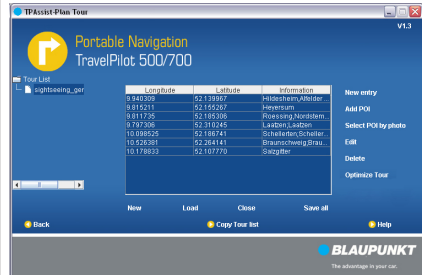 TPAssist-Plan Tour
V1.3
Portable Navigation
TravelPilot 500/700
Tour List
sightseeing_ger
Longitude Latitude Information
9.940309 52.139967 Hildesheim,Alfelder...
9.815211 52.155267 Heyersum
9.811735 52.185306 Roessing,Nordstem...
9.797306 52.310245 Laatzen;Laatzen
10.098525 52.186741 Schellerten;Scheller...
10.526381 52.264141 Braunschweig;Brau...
10.178833 52.107770 Salzgitter
New entry
Add POI
Select POI by photo
Edit
Delete
Optimize Tour
New Load Close Save all
Back Copy Tour list Help
BLAUPUNKT
The advantage in your car.